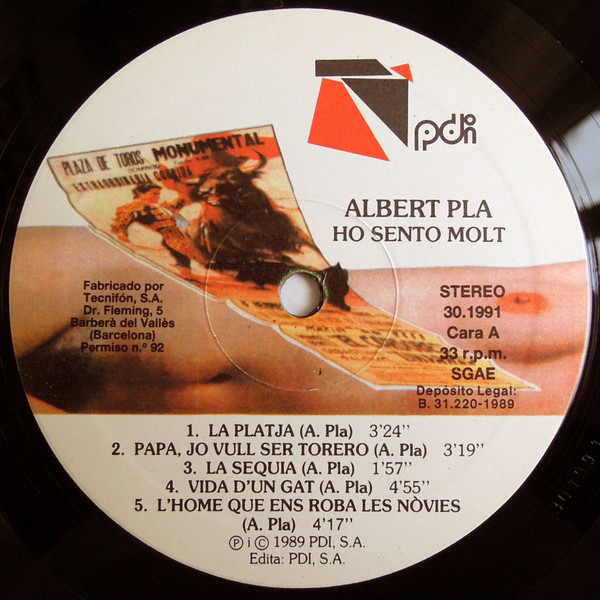 pdi
PLAZA DE TOROS MONUMENTAL
EXTRAORDINARIA CORRIDA
ALBERT PLA
HO SENTO MOLT
Fabricado por
Tecnifón, S.A.
Dr. Fleming, 5
Barberà del Vallès
(Barcelona)
Permiso n.º 92
STEREO
30.1991
Cara A
33 r.p.m.
SGAE
Depósito Legal:
B. 31.220-1989
1. LA PLATJA (A. Pla) 3'24''
2. PAPA, JO VULL SER TORERO (A. Pla) 3'19''
3. LA SEQUIA (A. Pla) 1'57''
4. VIDA D'UN GAT (A. Pla) 4'55''
5. L'HOME QUE ENS ROBA LES NÒVIES
(A. Pla) 4'17''
Ⓟ i © 1989 PDI, S.A.
Edita: PDI, S.A.